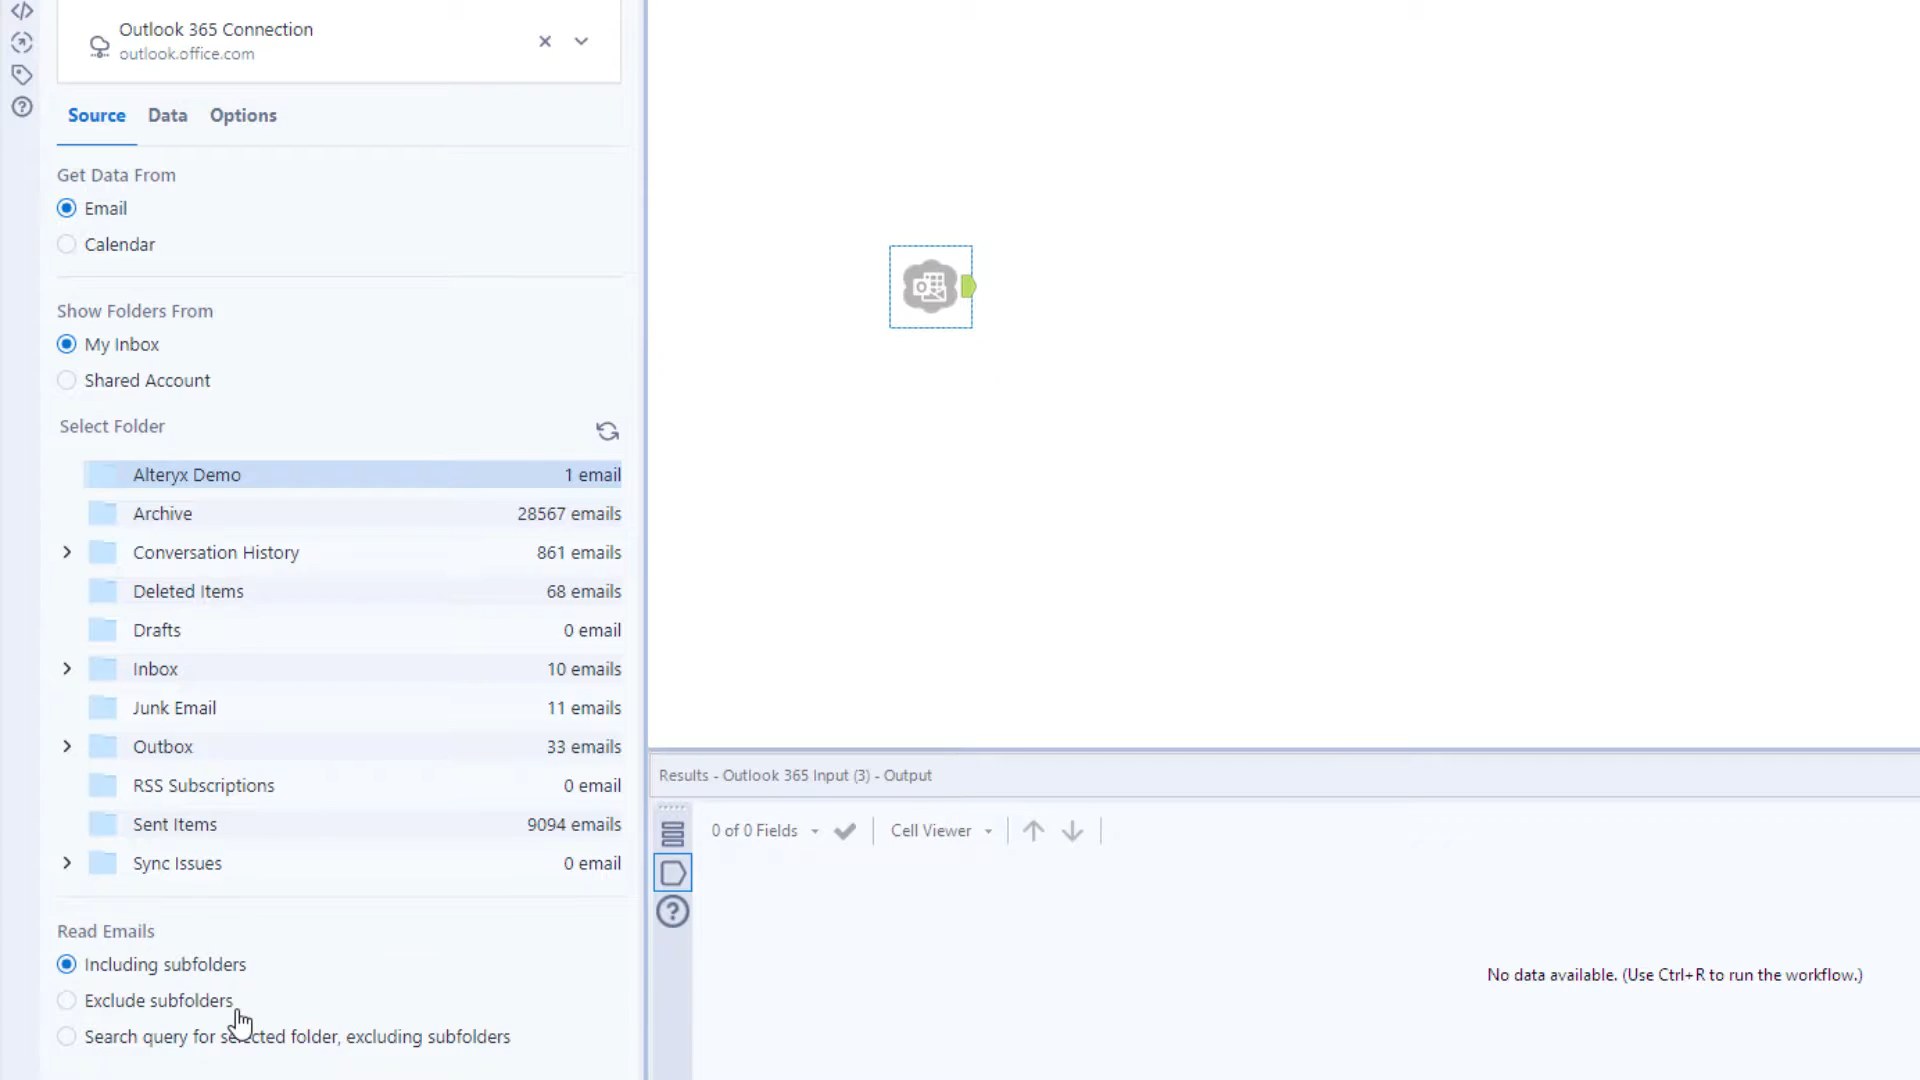 Outlook 365 Connection
outlook.office.com
Source Data Options
Get Data From
Email
Calendar
Show Folders From
My Inbox
Shared Account
Select Folder
Alteryx Demo 1 email
Archive 28567 emails
Conversation History 861 emails
Deleted Items 68 emails
Drafts 0 email
Inbox 10 emails
Junk Email 11 emails
Outbox 33 emails
RSS Subscriptions 0 email
Sent Items 9094 emails
Sync Issues 0 email
Read Emails
Including subfolders
Exclude subfolders
Search query for selected folder, excluding subfolders
Results - Outlook 365 Input (3) - Output
0 of 0 Fields Cell Viewer
No data available. (Use Ctrl+R to run the workflow.)